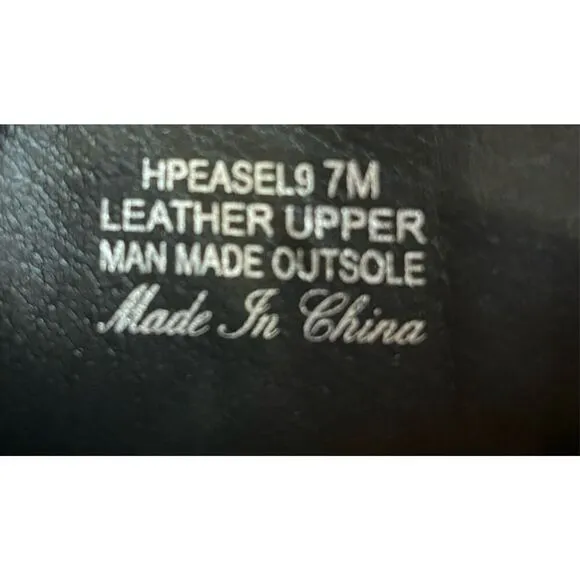 HPEASEL9 7M
LEATHER UPPER
MAN MADE OUTSOLE
Made In China